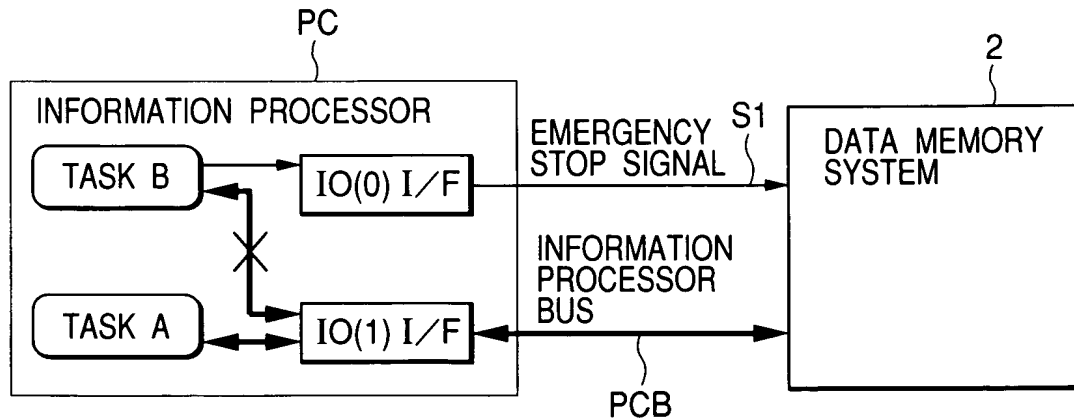 PC
2
INFORMATION PROCESSOR
TASK B
IO(0) I/F
EMERGENCY
STOP SIGNAL
S1
DATA MEMORY
SYSTEM
INFORMATION
PROCESSOR
BUS
TASK A
IO(1) I/F
PCB